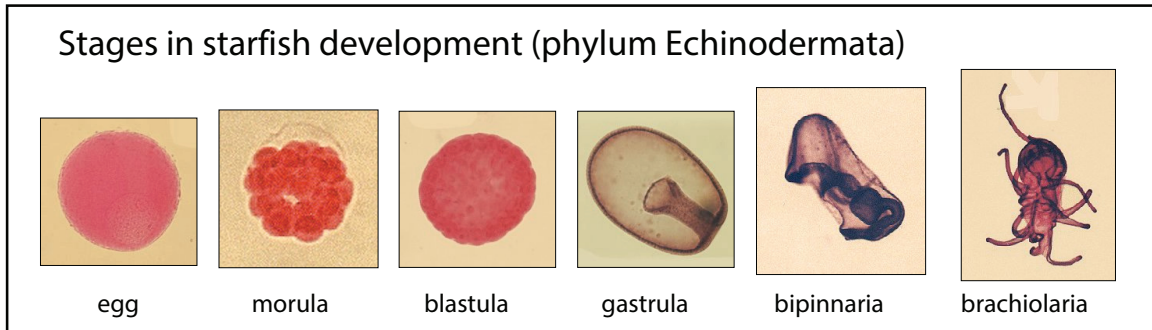 Stages in starfish development (phylum Echinodermata)
egg morula blastula gastrula bipinnaria brachiolaria